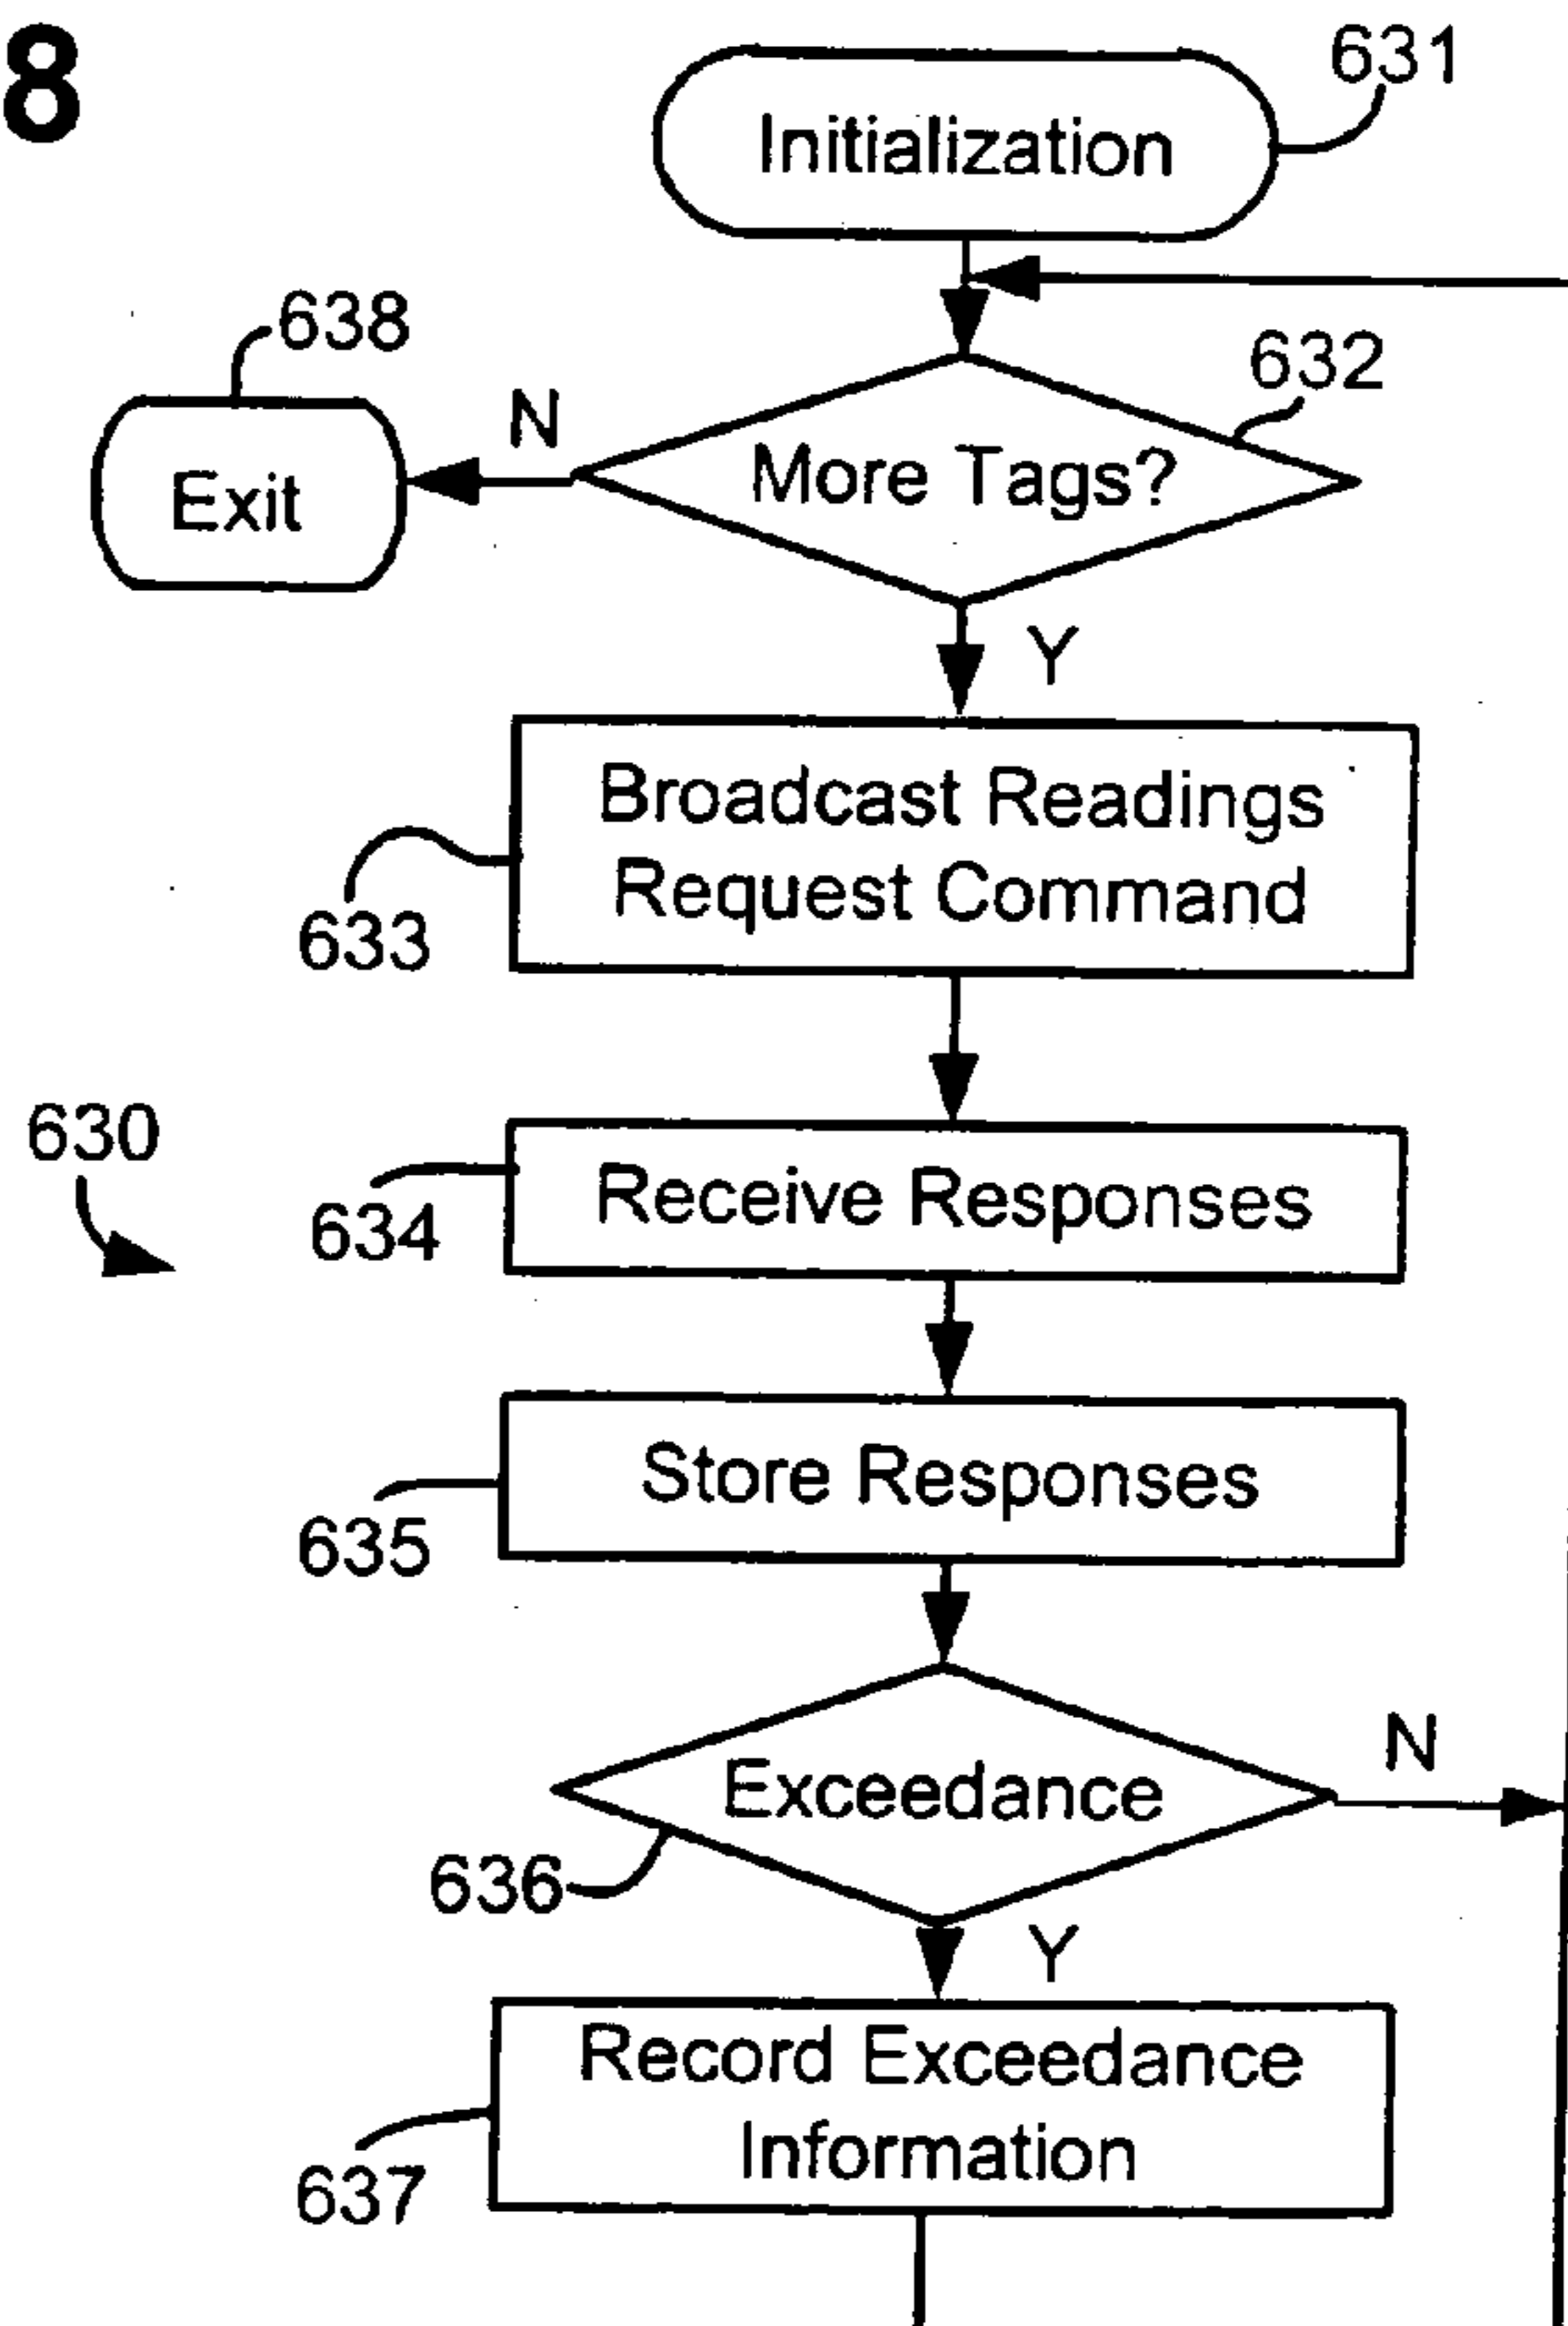 8
Initialization
631
638
N
632
Exit
More Tags?
Y
Broadcast Readings
Request Command
633
630
Receive Responses
634
Store Responses
635
N
Exceedance
636
Y
Record Exceedance
Information
637